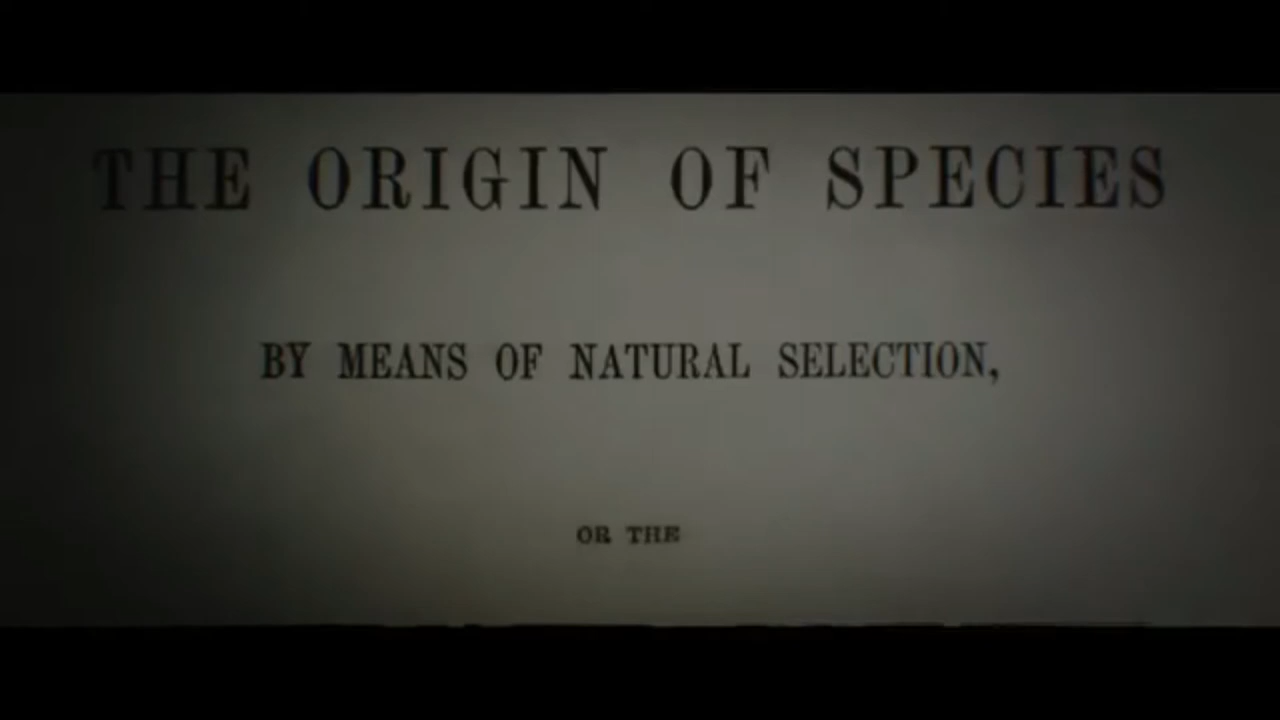 THE ORIGIN OF SPECIES
BY MEANS OF NATURAL SELECTION,
OR THE